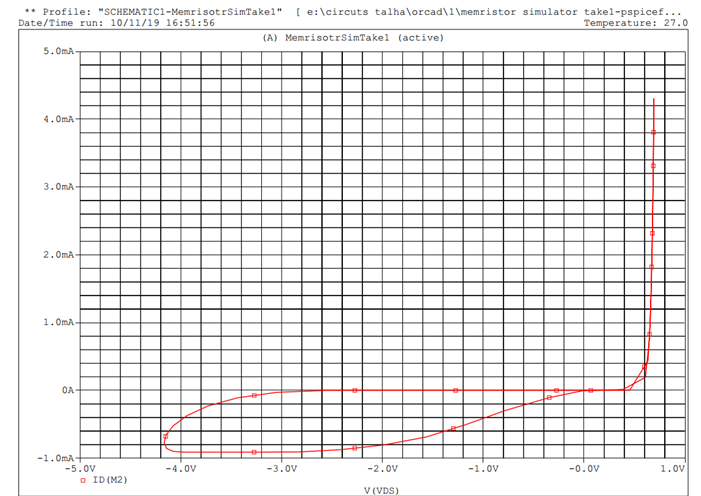 ** Profile: "SCHEMATIC1-MemrisotrSimTake1"  [ e:\circuts talha\orcad\1\memristor simulator take1-pspicef...
Date/Time run: 10/11/19 16:51:56 Temperature: 27.0
(A) MemrisotrSimTake1 (active)
5.0mA
4.0mA
3.0mA
2.0mA
1.0mA
0A
-1.0mA
-5.0V -4.0V -3.0V -2.0V -1.0V -0.0V 1.0V
ID(M2)
V(VDS)